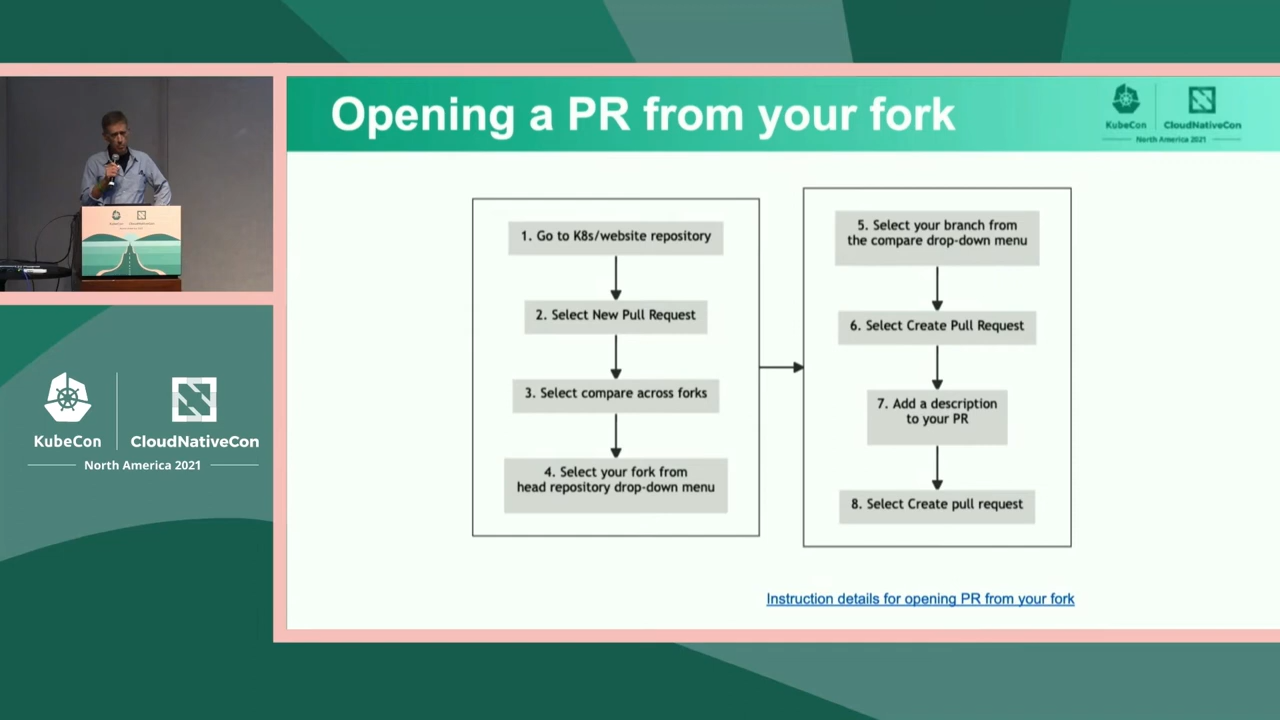 Opening a PR from your fork
KubeCon
CloudNativeCon
North America 2021
1. Go to K8s/website repository
2. Select New Pull Request
3. Select compare across forks
4. Select your fork from
head repository drop-down menu
5. Select your branch from
the compare drop-down menu
6. Select Create Pull Request
7. Add a description
to your PR
8. Select Create pull request
Instruction details for opening PR from your fork
KubeCon
CloudNativeCon
North America 2021